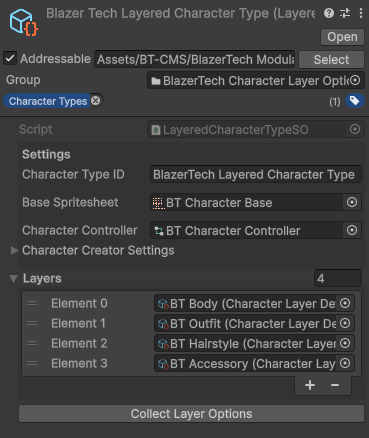 Blazer Tech Layered Character Type (Layere
Open
Addressable Assets/BT-CMS/BlazerTech Modula Select
Group BlazerTech Character Layer Optio
Character Types (1)
Script LayeredCharacterTypeSO
Settings
Character Type ID BlazerTech Layered Character Type
Base Spritesheet BT Character Base
Character Controller BT Character Controller
Character Creator Settings
Layers 4
Element 0 BT Body (Character Layer De
Element 1 BT Outfit (Character Layer De
Element 2 BT Hairstyle (Character Layer
Element 3 BT Accessory (Character Lay
Collect Layer Options